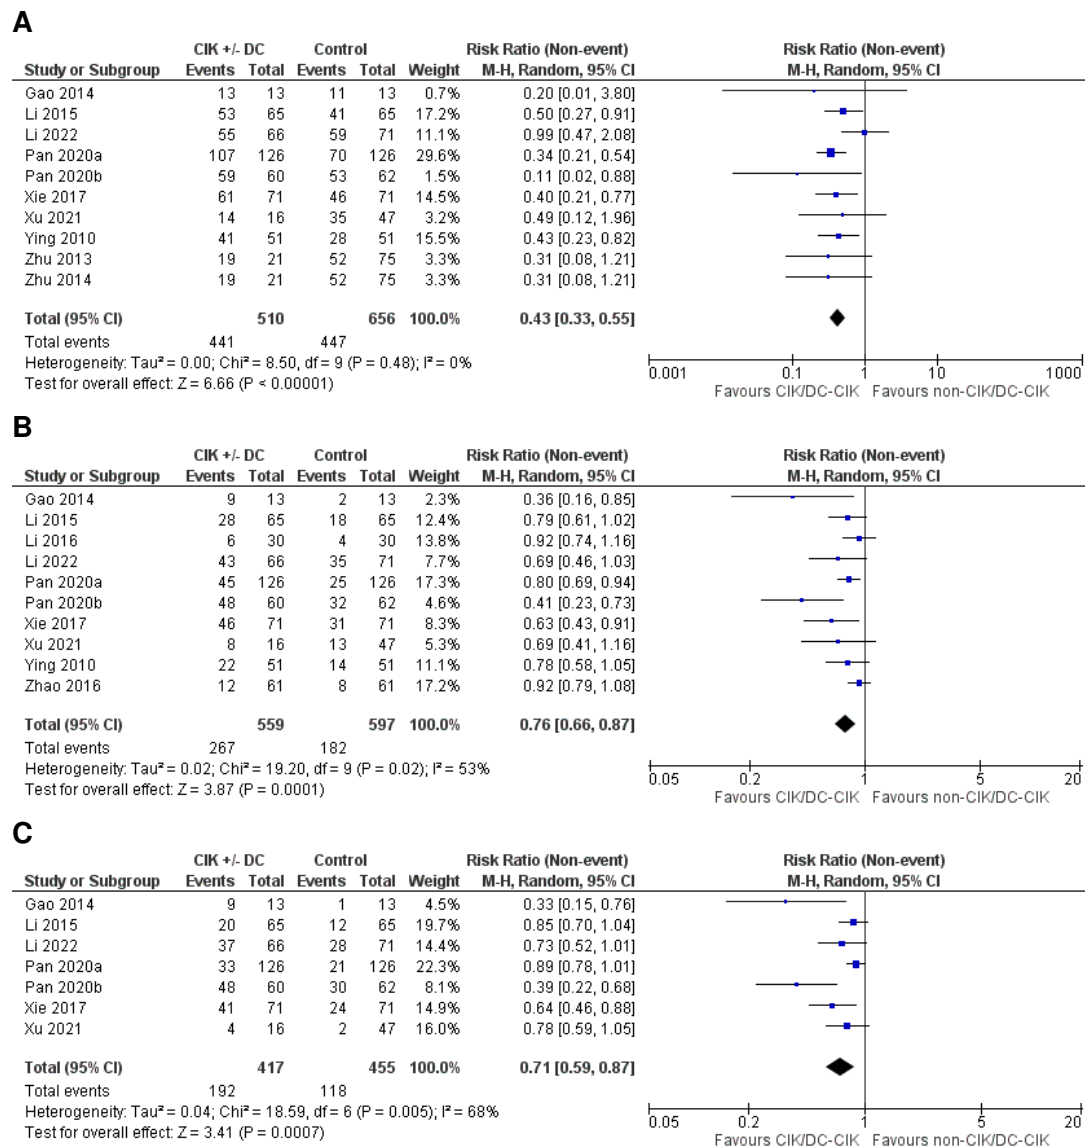 A
CIK +/- DC Control Risk Ratio (Non-event) Risk Ratio (Non-event)
Study or Subgroup Events Total Events Total Weight M-H, Random, 95% CI M-H, Random, 95% CI
Gao 2014 13 13 11 13 0.7% 0.20 [0.01, 3.80]
Li 2015 53 65 41 65 17.2% 0.50 [0.27, 0.91]
Li 2022 55 66 59 71 11.1% 0.99 [0.47, 2.08]
Pan 2020a 107 126 70 126 29.6% 0.34 [0.21, 0.54]
Pan 2020b 59 60 53 62 1.5% 0.11 [0.02, 0.88]
Xie 2017 61 71 46 71 14.5% 0.40 [0.21, 0.77]
Xu 2021 14 16 35 47 3.2% 0.49 [0.12, 1.96]
Ying 2010 41 51 28 51 15.5% 0.43 [0.23, 0.82]
Zhu 2013 19 21 52 75 3.3% 0.31 [0.08, 1.21]
Zhu 2014 19 21 52 75 3.3% 0.31 [0.08, 1.21]
Total (95% CI) 510 656 100.0% 0.43 [0.33, 0.55]
Total events 441 447
Heterogeneity: Tau² = 0.00; Chi² = 8.50, df = 9 (P = 0.48); I² = 0%
Test for overall effect: Z = 6.66 (P < 0.00001)
0.001 0.1 1 10 1000
Favours CIK/DC-CIK Favours non-CIK/DC-CIK
B
CIK +/- DC Control Risk Ratio (Non-event) Risk Ratio (Non-event)
Study or Subgroup Events Total Events Total Weight M-H, Random, 95% CI M-H, Random, 95% CI
Gao 2014 9 13 2 13 2.3% 0.36 [0.16, 0.85]
Li 2015 28 65 18 65 12.4% 0.79 [0.61, 1.02]
Li 2016 6 30 4 30 13.8% 0.92 [0.74, 1.16]
Li 2022 43 66 35 71 7.7% 0.69 [0.46, 1.03]
Pan 2020a 45 126 25 126 17.3% 0.80 [0.69, 0.94]
Pan 2020b 48 60 32 62 4.6% 0.41 [0.23, 0.73]
Xie 2017 46 71 31 71 8.3% 0.63 [0.43, 0.91]
Xu 2021 8 16 13 47 5.3% 0.69 [0.41, 1.16]
Ying 2010 22 51 14 51 11.1% 0.78 [0.58, 1.05]
Zhao 2016 12 61 8 61 17.2% 0.92 [0.79, 1.08]
Total (95% CI) 559 597 100.0% 0.76 [0.66, 0.87]
Total events 267 182
Heterogeneity: Tau² = 0.02; Chi² = 19.20, df = 9 (P = 0.02); I² = 53%
Test for overall effect: Z = 3.87 (P = 0.0001)
0.05 0.2 1 5 20
Favours CIK/DC-CIK Favours non-CIK/DC-CIK
C
CIK +/- DC Control Risk Ratio (Non-event) Risk Ratio (Non-event)
Study or Subgroup Events Total Events Total Weight M-H, Random, 95% CI M-H, Random, 95% CI
Gao 2014 9 13 1 13 4.5% 0.33 [0.15, 0.76]
Li 2015 20 65 12 65 19.7% 0.85 [0.70, 1.04]
Li 2022 37 66 28 71 14.4% 0.73 [0.52, 1.01]
Pan 2020a 33 126 21 126 22.3% 0.89 [0.78, 1.01]
Pan 2020b 48 60 30 62 8.1% 0.39 [0.22, 0.68]
Xie 2017 41 71 24 71 14.9% 0.64 [0.46, 0.88]
Xu 2021 4 16 2 47 16.0% 0.78 [0.59, 1.05]
Total (95% CI) 417 455 100.0% 0.71 [0.59, 0.87]
Total events 192 118
Heterogeneity: Tau² = 0.04; Chi² = 18.59, df = 6 (P = 0.005); I² = 68%
Test for overall effect: Z = 3.41 (P = 0.0007)
0.05 0.2 1 5 20
Favours CIK/DC-CIK Favours non-CIK/DC-CIK